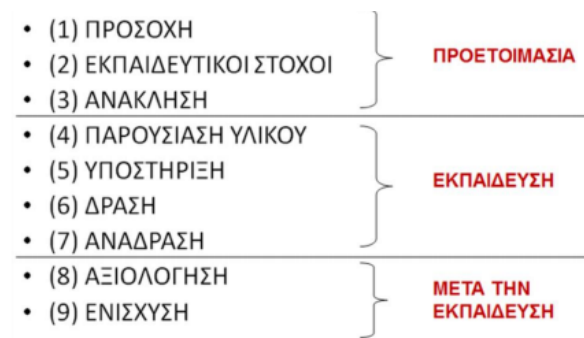 • (1) ΠΡΟΣΟΧΗ
• (2) ΕΚΠΑΙΔΕΥΤΙΚΟΙ ΣΤΟΧΟΙ
• (3) ΑΝΑΚΛΗΣΗ
ΠΡΟΕΤΟΙΜΑΣΙΑ
• (4) ΠΑΡΟΥΣΙΑΣΗ ΥΛΙΚΟΥ
• (5) ΥΠΟΣΤΗΡΙΞΗ
• (6) ΔΡΑΣΗ
• (7) ΑΝΑΔΡΑΣΗ
ΕΚΠΑΙΔΕΥΣΗ
• (8) ΑΞΙΟΛΟΓΗΣΗ
• (9) ΕΝΙΣΧΥΣΗ
ΜΕΤΑ ΤΗΝ
ΕΚΠΑΙΔΕΥΣΗ